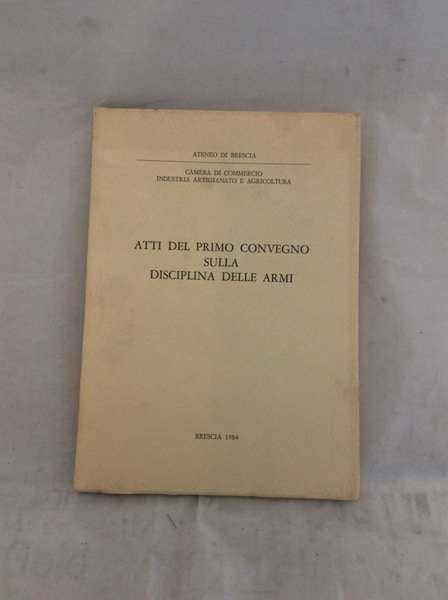 ATENEO DI BRESCIA
CAMERA DI COMMERCIO
INDUSTRIA ARTIGIANATO E AGRICOLTURA
ATTI DEL PRIMO CONVEGNO
SULLA
DISCIPLINA DELLE ARMI
BRESCIA 1984